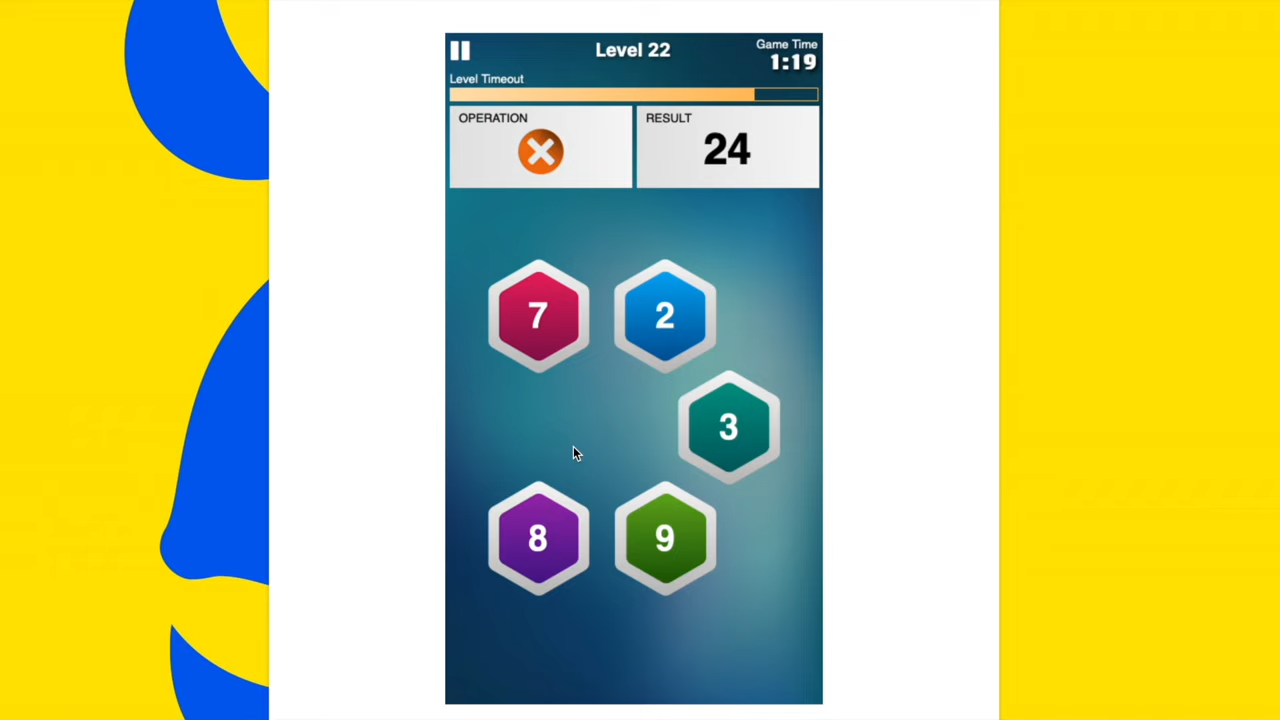 Level 22
Game Time
1:19
Level Timeout
OPERATION
RESULT
24
7
2
3
8
9